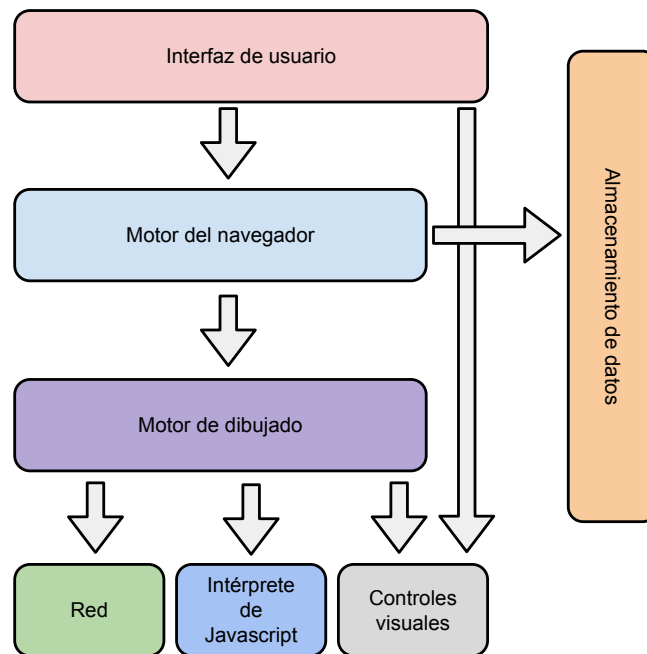 Interfaz de usuario
Motor del navegador
Almacenamiento de datos
Motor de dibujado
Red
Intérprete
de
Javascript
Controles
visuales